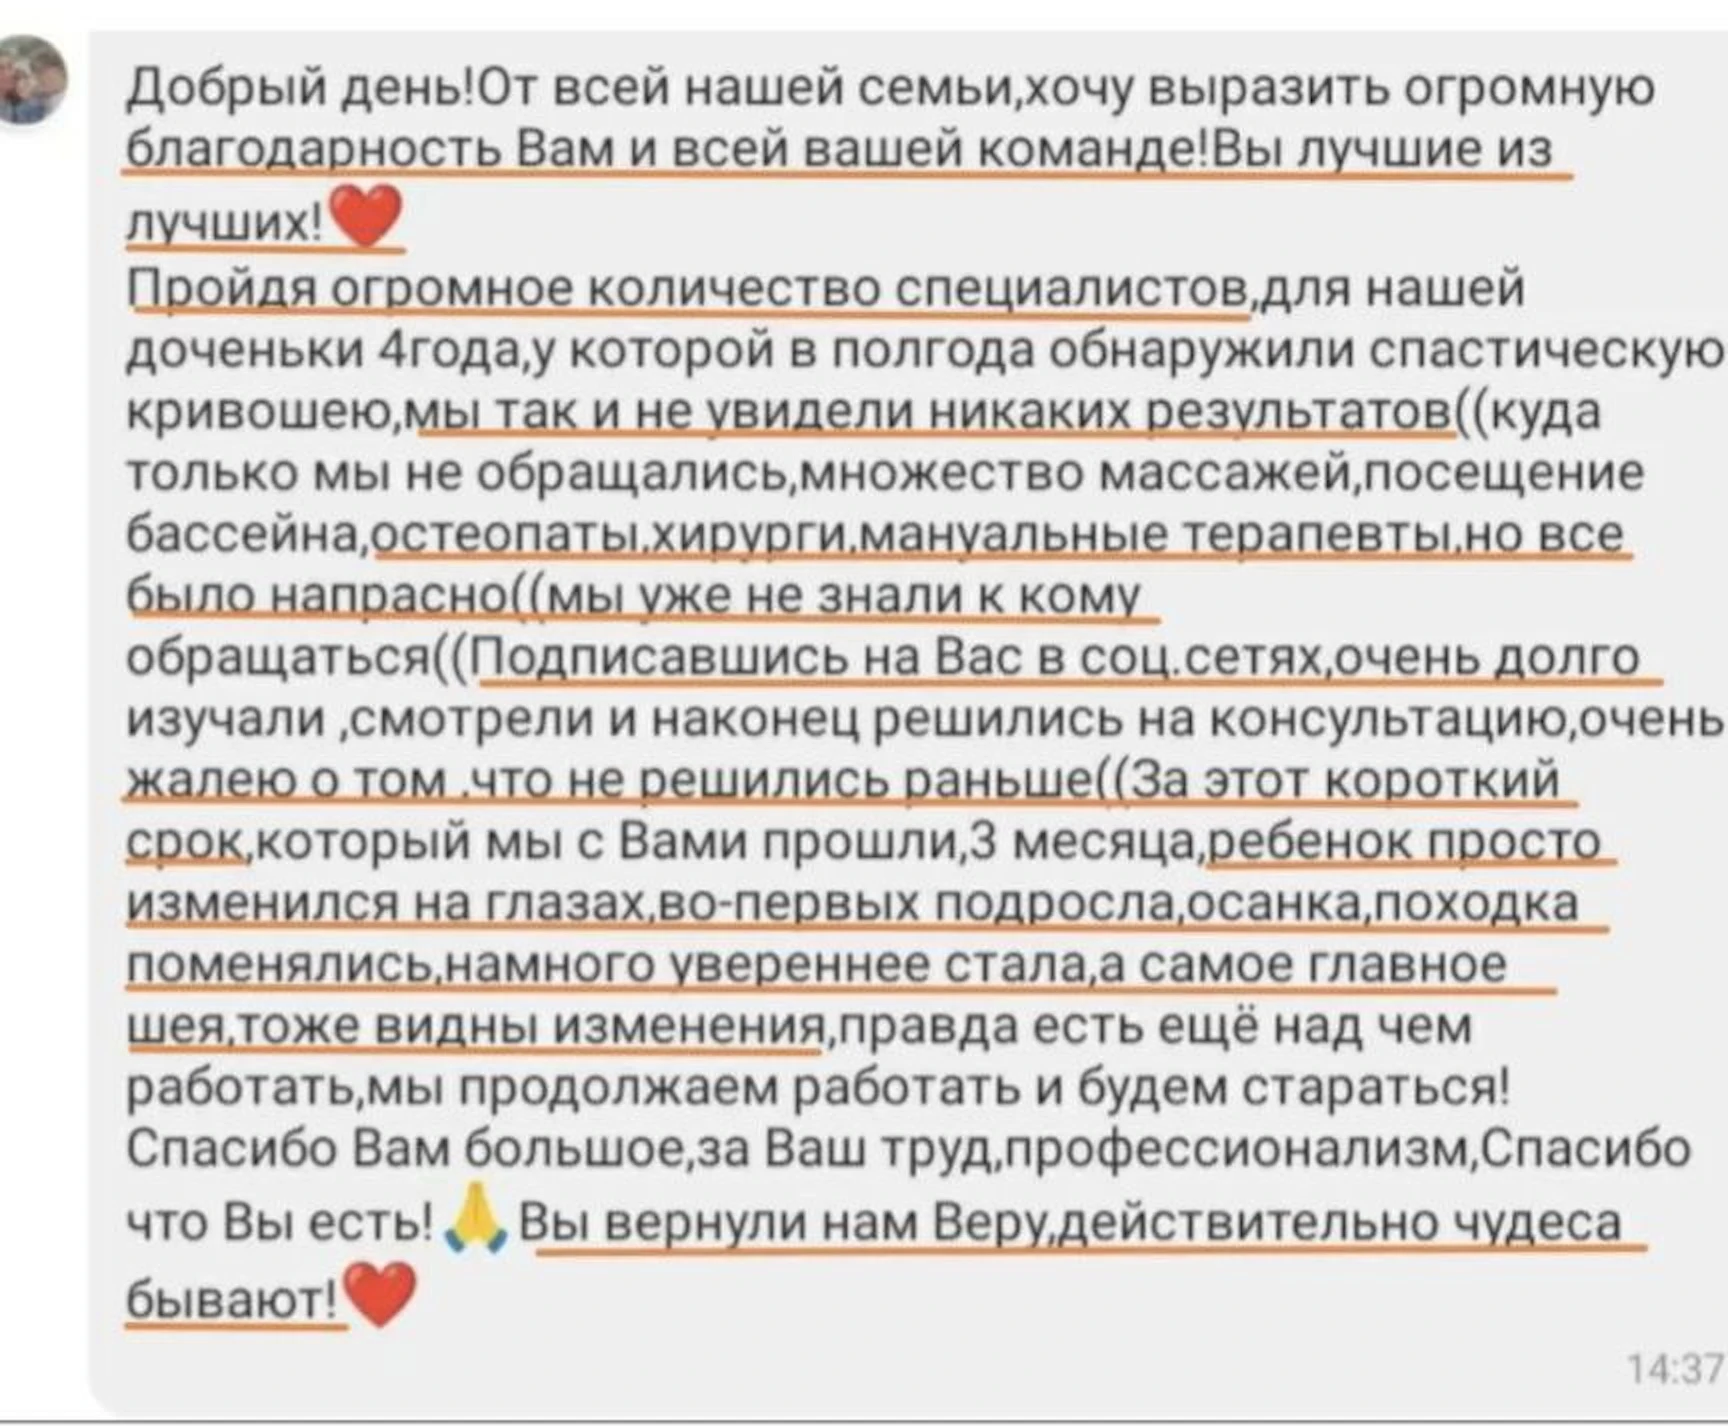 Добрый день!От всей нашей семьи,хочу выразить огромную
благодарность Вам и всей вашей команде!Вы лучшие из
лучших!❤️
Пройдя огромное количество специалистов,для нашей
доченьки 4года,у которой в полгода обнаружили спастическую
кривошею,мы так и не увидели никаких результатов((куда
только мы не обращались,множество массажей,посещение
бассейна,остеопаты,хирурги,мануальные терапевты,но все
было напрасно((мы уже не знали к кому
обращаться((Подписавшись на Вас в соц.сетях,очень долго
изучали ,смотрели и наконец решились на консультацию,очень
жалею о том ,что не решились раньше((За этот короткий
срок,который мы с Вами прошли,3 месяца,ребенок просто
изменился на глазах,во-первых подросла,осанка,походка
поменялись,намного увереннее стала,а самое главное
шея,тоже видны изменения,правда есть ещё над чем
работать,мы продолжаем работать и будем стараться!
Спасибо Вам большое,за Ваш труд,профессионализм,Спасибо
что Вы есть!🙏Вы вернули нам Веру,действительно чудеса
бывают!❤️
14:37